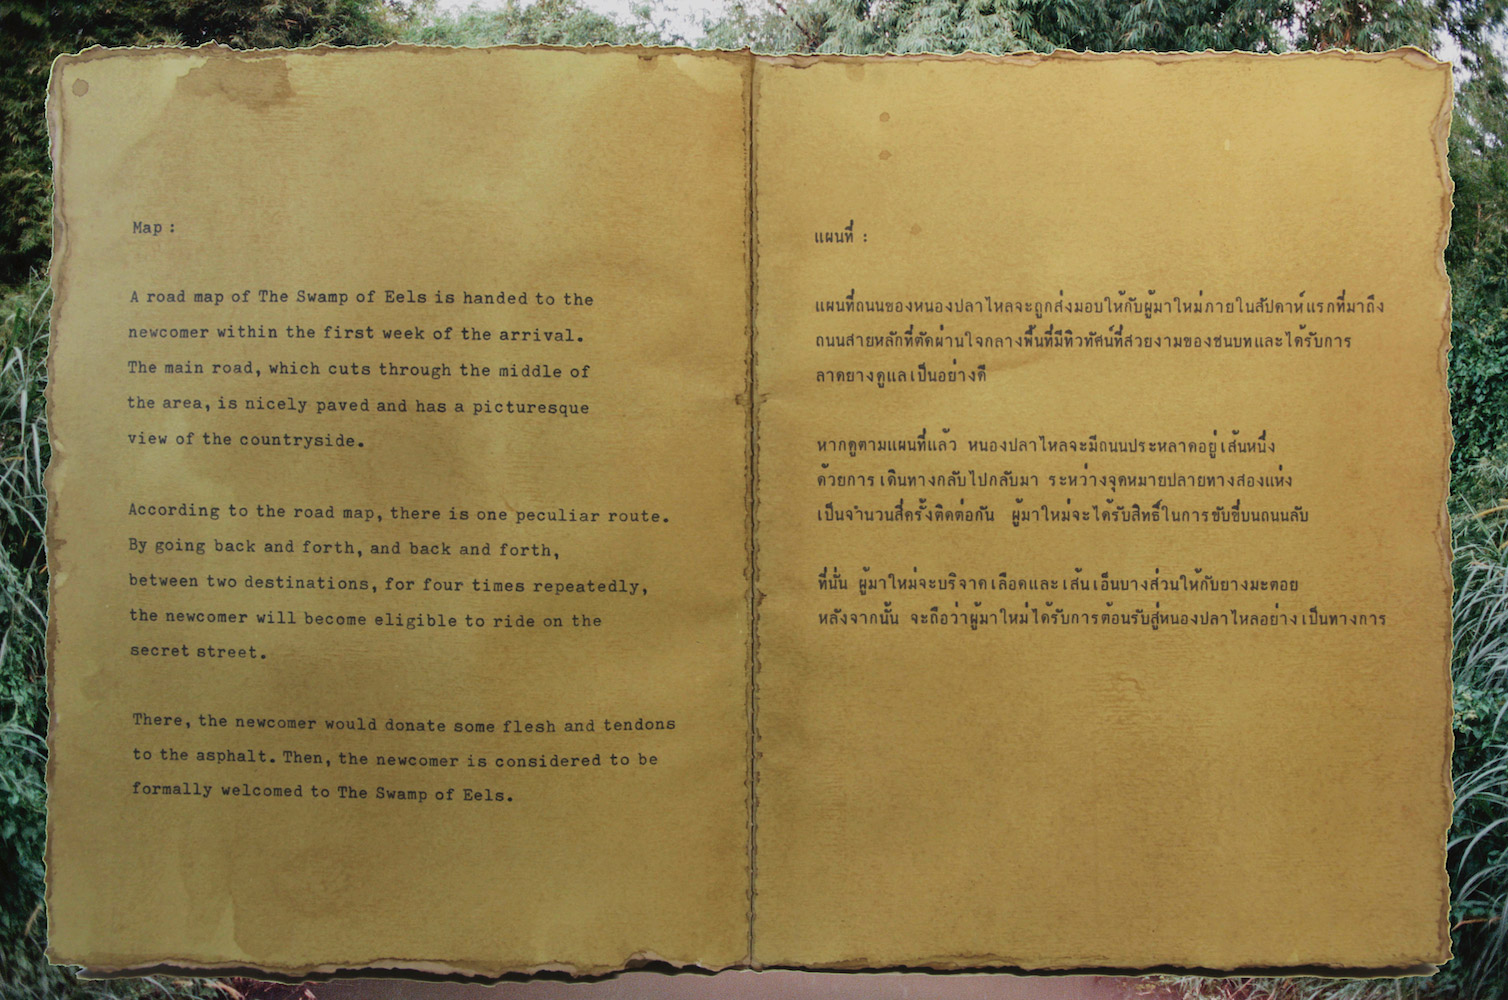 Map :
A road map of The Swamp of Eels is handed to the
newcomer within the first week of the arrival.
The main road, which cuts through the middle of
the area, is nicely paved and has a picturesque
view of the countryside.
According to the road map, there is one peculiar route.
By going back and forth, and back and forth,
between two destinations, for four times repeatedly,
the newcomer will become eligible to ride on the
secret street.
There, the newcomer would donate some flesh and tendons
to the asphalt. Then, the newcomer is considered to be
formally welcomed to The Swamp of Eels.
แผนที่ :
แผนที่ถนนของหนองปลาไหลจะถูกส่งมอบให้กับผู้มาใหม่ภายในสัปดาห์แรกที่มาถึง
ถนนสายหลักที่ตัดผ่านใจกลางพื้นที่มีทิวทัศน์ที่สวยงามของชนบทและได้รับการ
ลาดยางดูแลเป็นอย่างดี
หากดูตามแผนที่แล้ว หนองปลาไหลจะมีถนนประหลาดอยู่เส้นหนึ่ง
ด้วยการเดินทางกลับไปกลับมา ระหว่างจุดหมายปลายทางสองแห่ง
เป็นจำนวนสี่ครั้งติดต่อกัน ผู้มาใหม่จะได้รับสิทธิ์ในการขับขี่บนถนนลับ
ที่นั่น ผู้มาใหม่จะบริจาคเลือดและเส้นเอ็นบางส่วนให้กับยางมะตอย
หลังจากนั้น จะถือว่าผู้มาใหม่ได้รับการต้อนรับสู่หนองปลาไหลอย่างเป็นทางการ